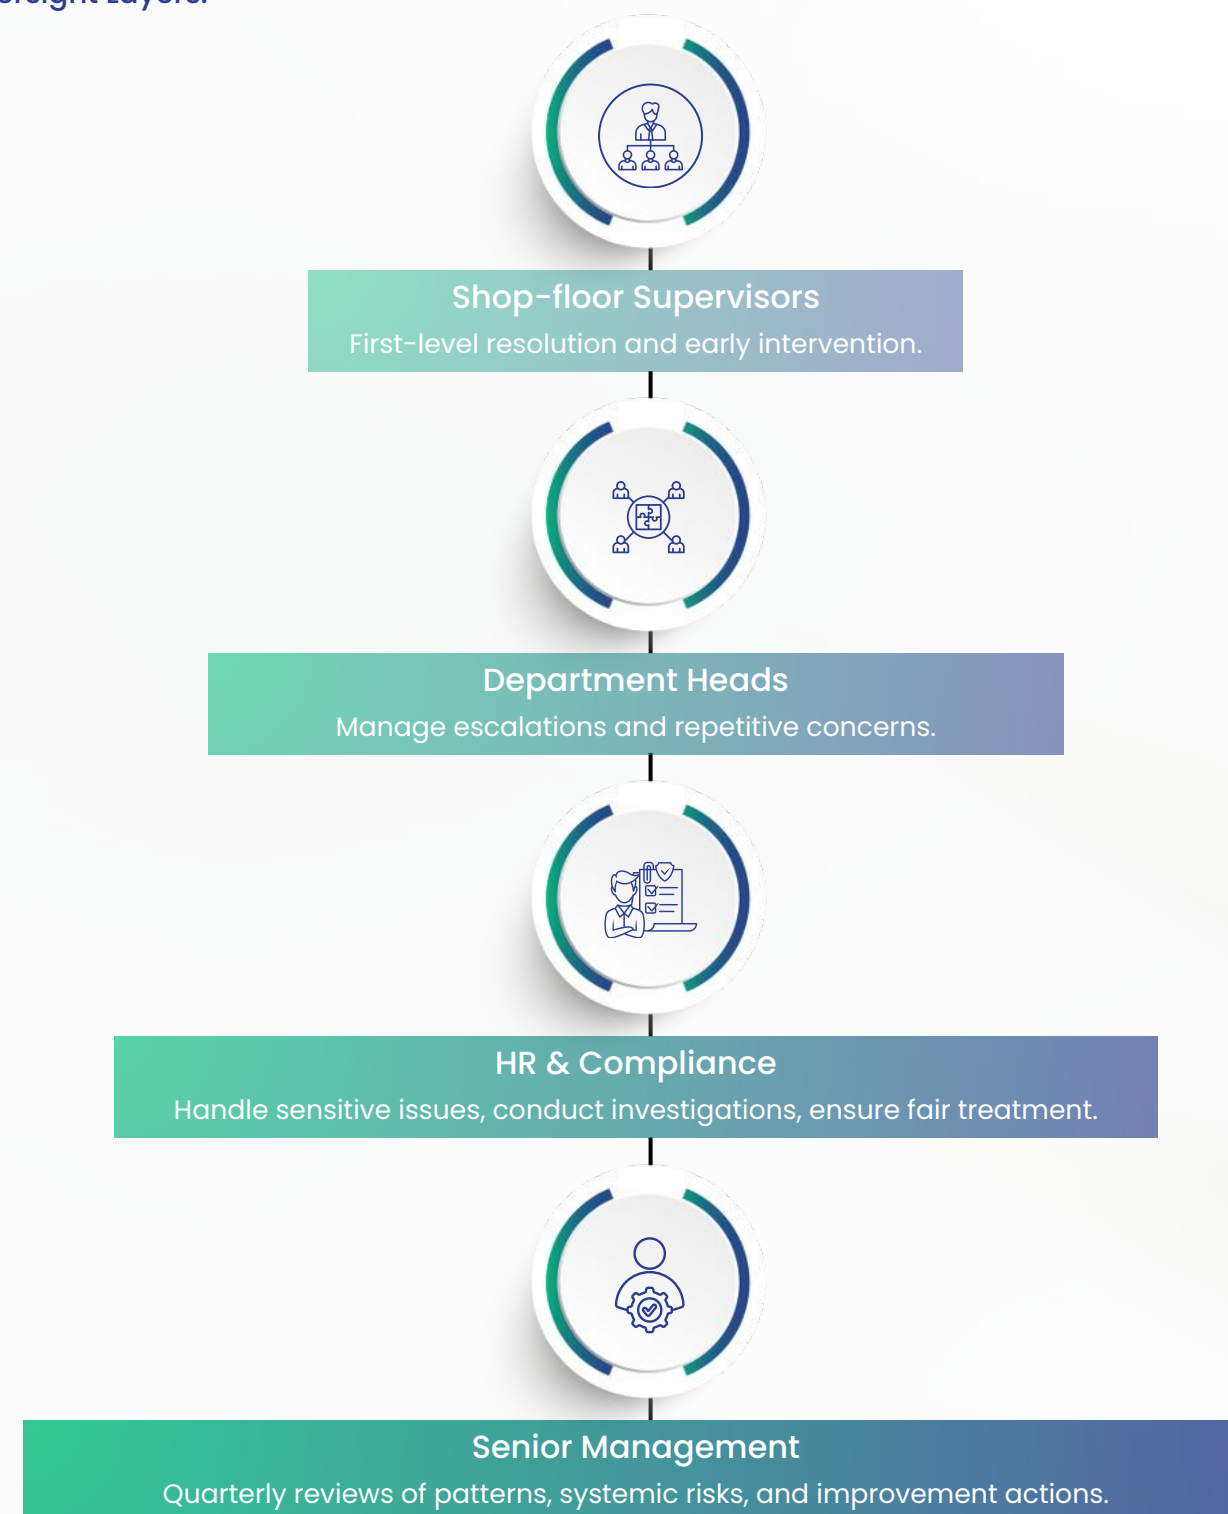 Layers.
Shop-floor Supervisors
First-level resolution and early intervention.
Department Heads
Manage escalations and repetitive concerns.
HR & Compliance
Handle sensitive issues, conduct investigations, ensure fair treatment.
Senior Management
Quarterly reviews of patterns, systemic risks, and improvement actions.